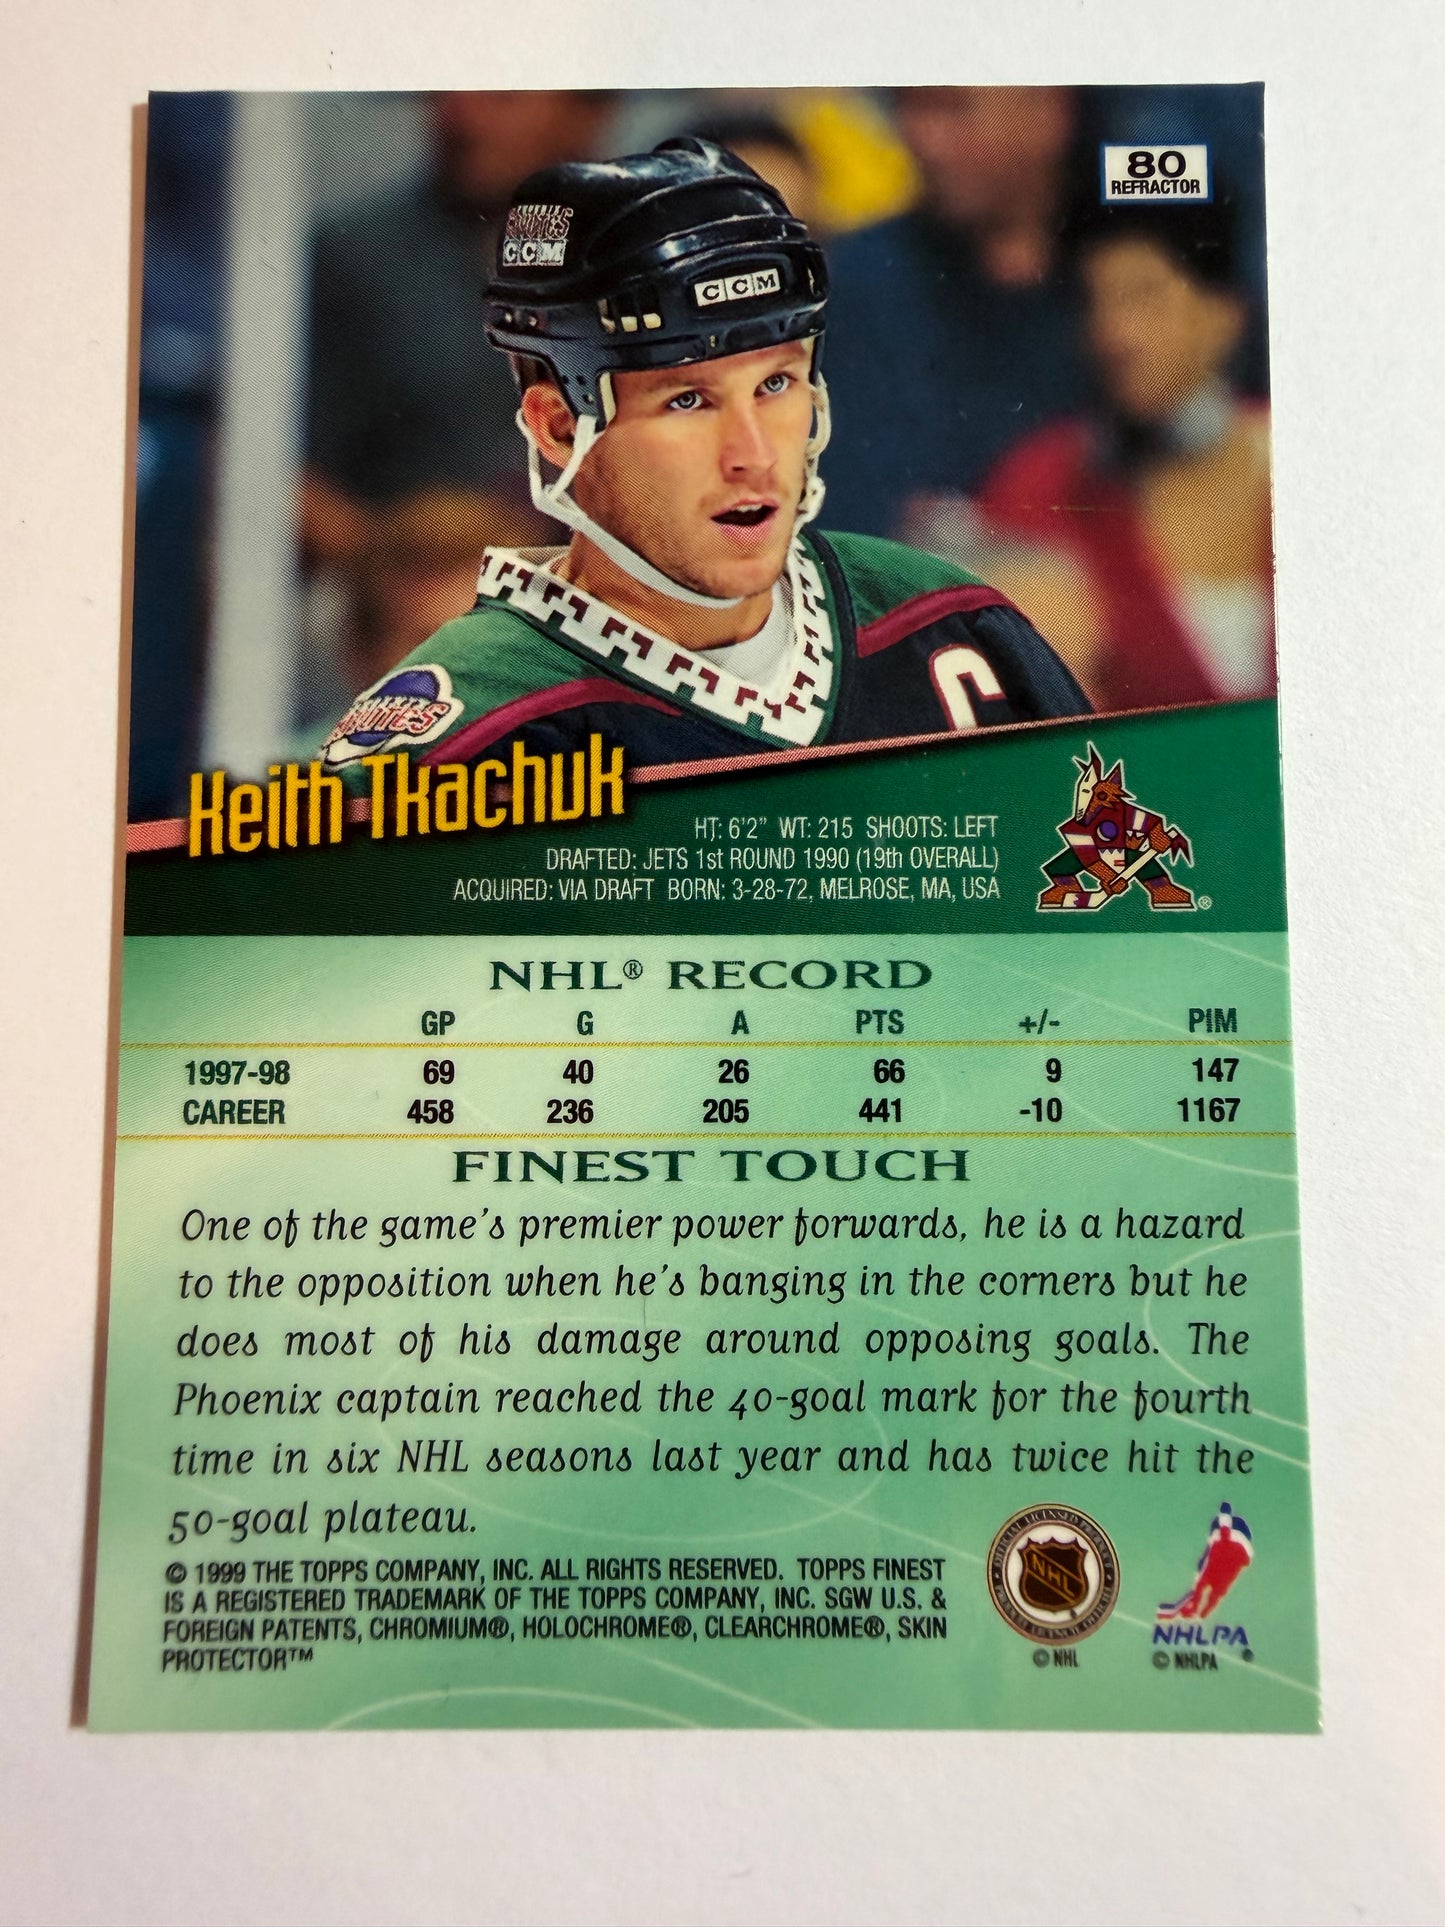 80
REFRACTOR
COYOTES
CCM
CCM
C
COYOTES
Keith Tkachuk
HT: 6'2" WT: 215 SHOOTS: LEFT
DRAFTED: JETS 1st ROUND 1990 (19th OVERALL)
ACQUIRED: VIA DRAFT BORN: 3-28-72, MELROSE, MA, USA
®
NHL® RECORD
GP G A PTS +/- PIM
1997-98 69 40 26 66 9 147
CAREER 458 236 205 441 -10 1167
FINEST TOUCH
One of the game's premier power forwards, he is a hazard
to the opposition when he's banging in the corners but he
does most of his damage around opposing goals. The
Phoenix captain reached the 40-goal mark for the fourth
time in six NHL seasons last year and has twice hit the
50-goal plateau.
© 1999 THE TOPPS COMPANY, INC. ALL RIGHTS RESERVED. TOPPS FINEST
IS A REGISTERED TRADEMARK OF THE TOPPS COMPANY, INC. SGW U.S. &
FOREIGN PATENTS, CHROMIUM®, HOLOCHROME®, CLEARCHROME®, SKIN
PROTECTOR™
NHL
© NHL
NHLPA
®
© NHLPA